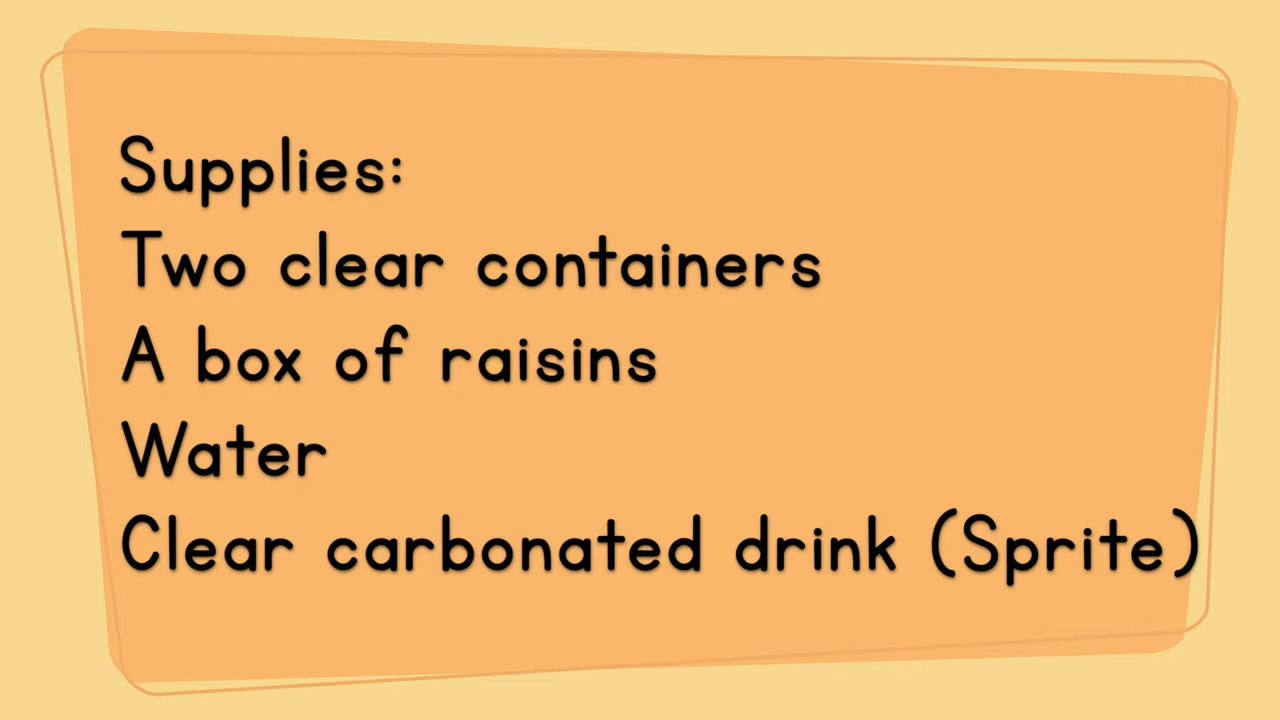 Supplies:
Two clear containers
A box of raisins
Water
Clear carbonated drink (Sprite)